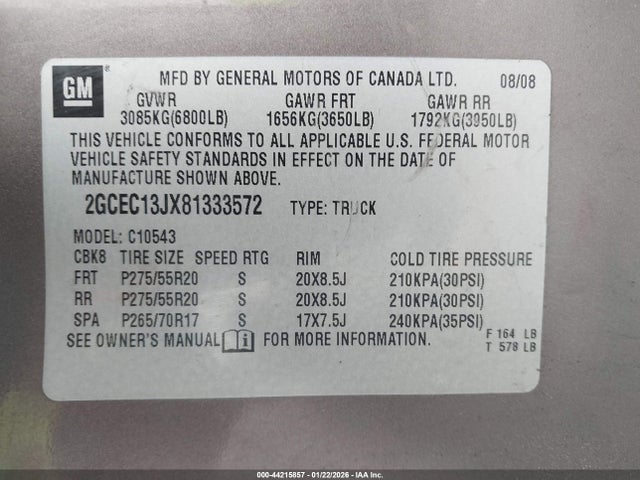 GM
MFD BY GENERAL MOTORS OF CANADA LTD. 08/08
GVWR GAWR FRT GAWR RR
3085KG(6800LB) 1656KG(3650LB) 1792KG(3950LB)
THIS VEHICLE CONFORMS TO ALL APPLICABLE U.S. FEDERAL MOTOR
VEHICLE SAFETY STANDARDS IN EFFECT ON THE DATE OF
MANUFACTURE SHOWN ABOVE.
2GCEC13JX81333572 TYPE: TRUCK
MODEL: C10543
CBK8 TIRE SIZE SPEED RTG RIM COLD TIRE PRESSURE
FRT P275/55R20 S 20X8.5J 210KPA(30PSI)
RR P275/55R20 S 20X8.5J 210KPA(30PSI)
SPA P265/70R17 S 17X7.5J 240KPA(35PSI)
F 164 LB
SEE OWNER'S MANUAL i FOR MORE INFORMATION. T 578 LB
000-44215857 - 01/22/2026 - IAAI, Inc.